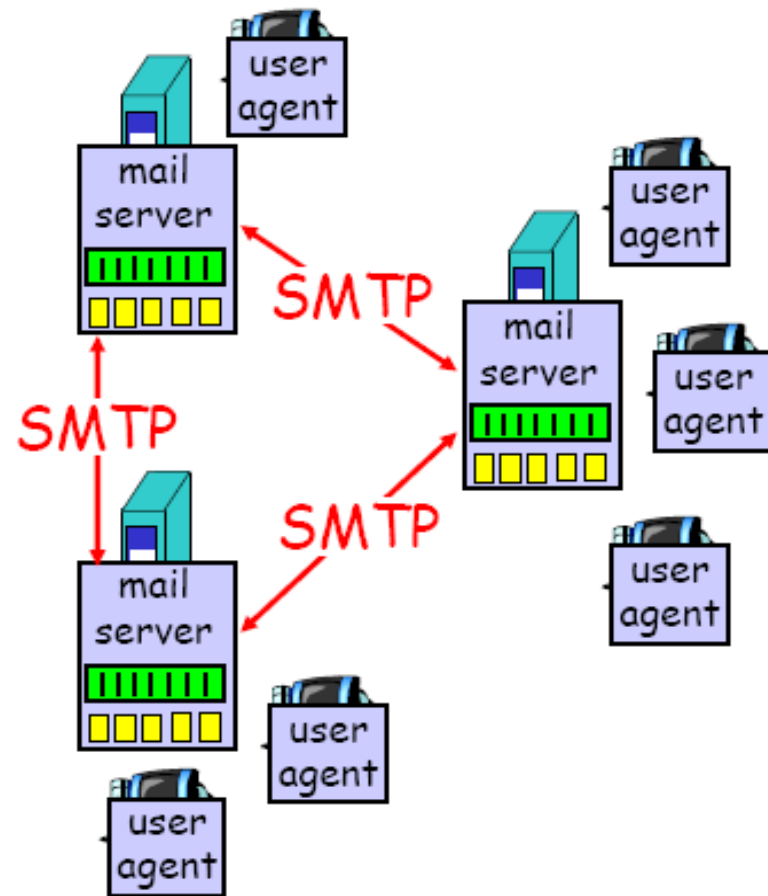 user
agent
mail
server
user
agent
SMTP
mail
server
user
agent
SMTP
SMTP
mail
server
user
agent
user
agent
user
agent